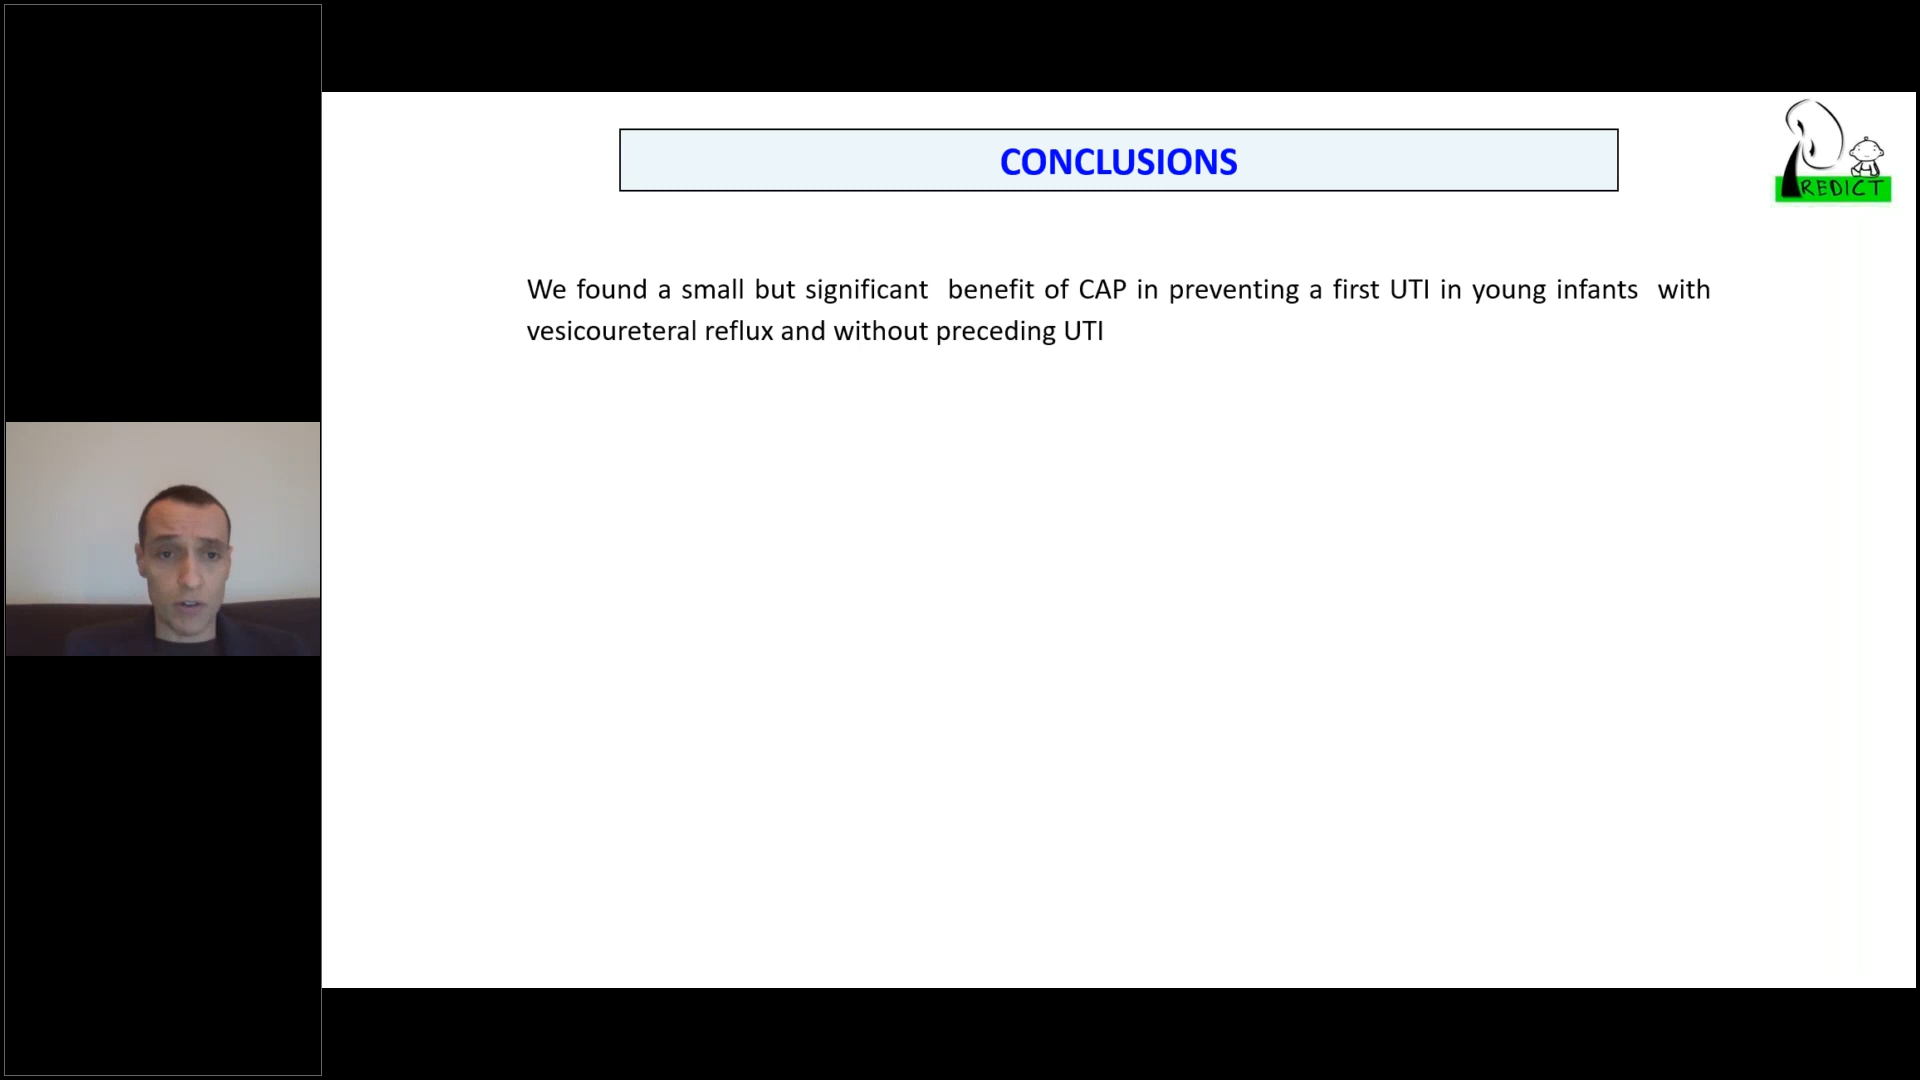 CONCLUSIONS
PREDICT
We found a small but significant benefit of CAP in preventing a first UTI in young infants with
vesicoureteral reflux and without preceding UTI